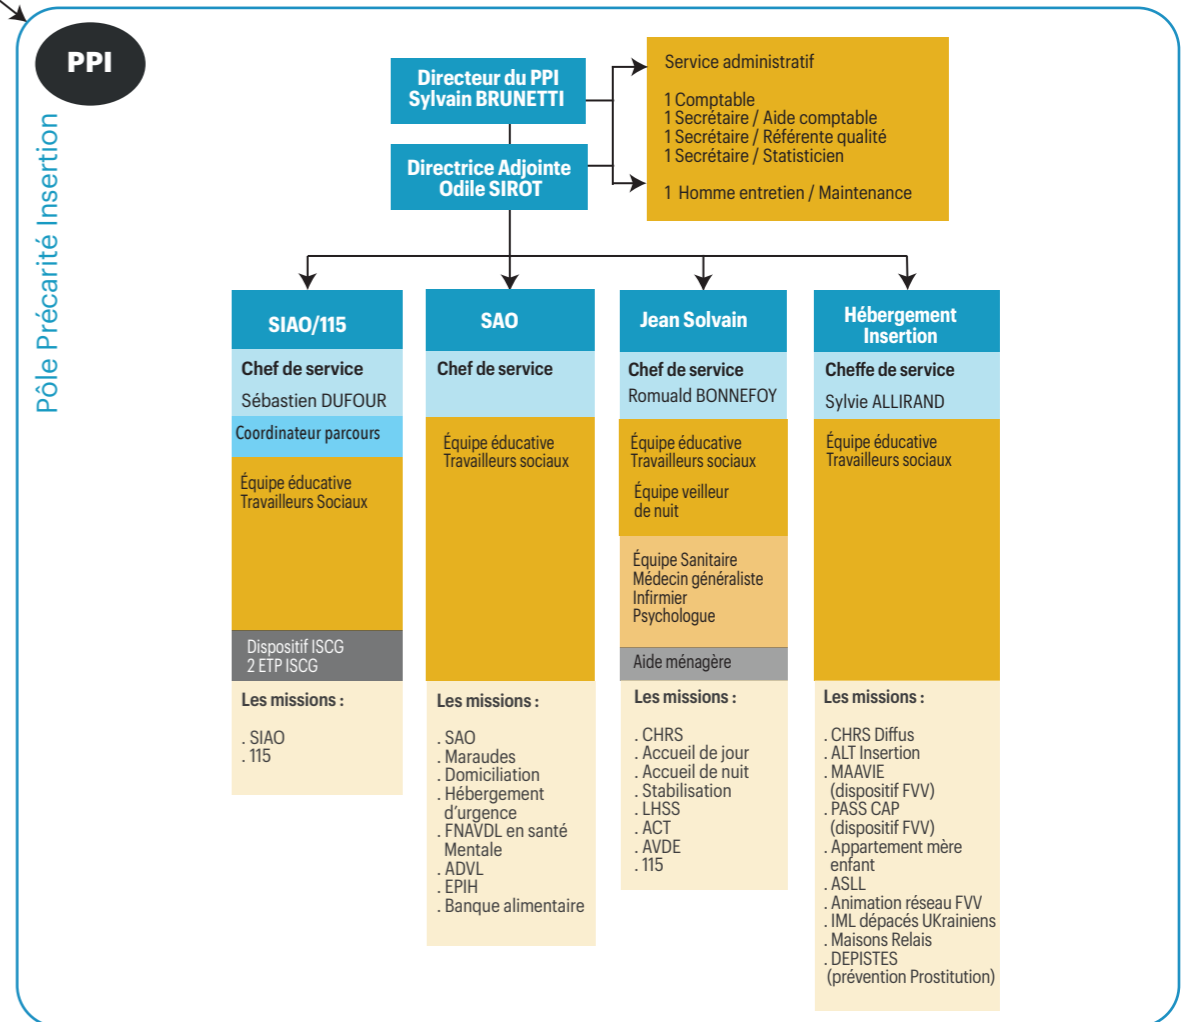 PPI
Pôle Précarité Insertion
Directeur du PPI
Sylvain BRUNETTI
Directrice Adjointe
Odile SIROT
Service administratif
1 Comptable
1 Secrétaire / Aide comptable
1 Secrétaire / Référente qualité
1 Secrétaire / Statisticien
1 Homme entretien / Maintenance
SIAO/115
Chef de service
Sébastien DUFOUR
Coordinateur parcours
Équipe éducative
Travailleurs Sociaux
Dispositif ISCG
2 ETP ISCG
Les missions :
. SIAO
. 115
SAO
Chef de service
Équipe éducative
Travailleurs sociaux
Les missions :
. SAO
. Maraudes
. Domiciliation
. Hébergement
d'urgence
. FNAVDL en santé
Mentale
. ADVL
. EPIH
. Banque alimentaire
Jean Solvain
Chef de service
Romuald BONNEFOY
Équipe éducative
Travailleurs sociaux
Équipe veilleur
de nuit
Équipe Sanitaire
Médecin généraliste
Infirmier
Psychologue
Aide ménagère
Les missions :
. CHRS
. Accueil de jour
. Accueil de nuit
. Stabilisation
. LHSS
. ACT
. AVDE
. 115
Hébergement
Insertion
Cheffe de service
Sylvie ALLIRAND
Équipe éducative
Travailleurs sociaux
Les missions :
. CHRS Diffus
. ALT Insertion
. MAAVIE
(dispositif FVV)
. PASS CAP
(dispositif FVV)
. Appartement mère
enfant
. ASLL
. Animation réseau FVV
. IML dépacés UKrainiens
. Maisons Relais
. DEPISTES
(prévention Prostitution)